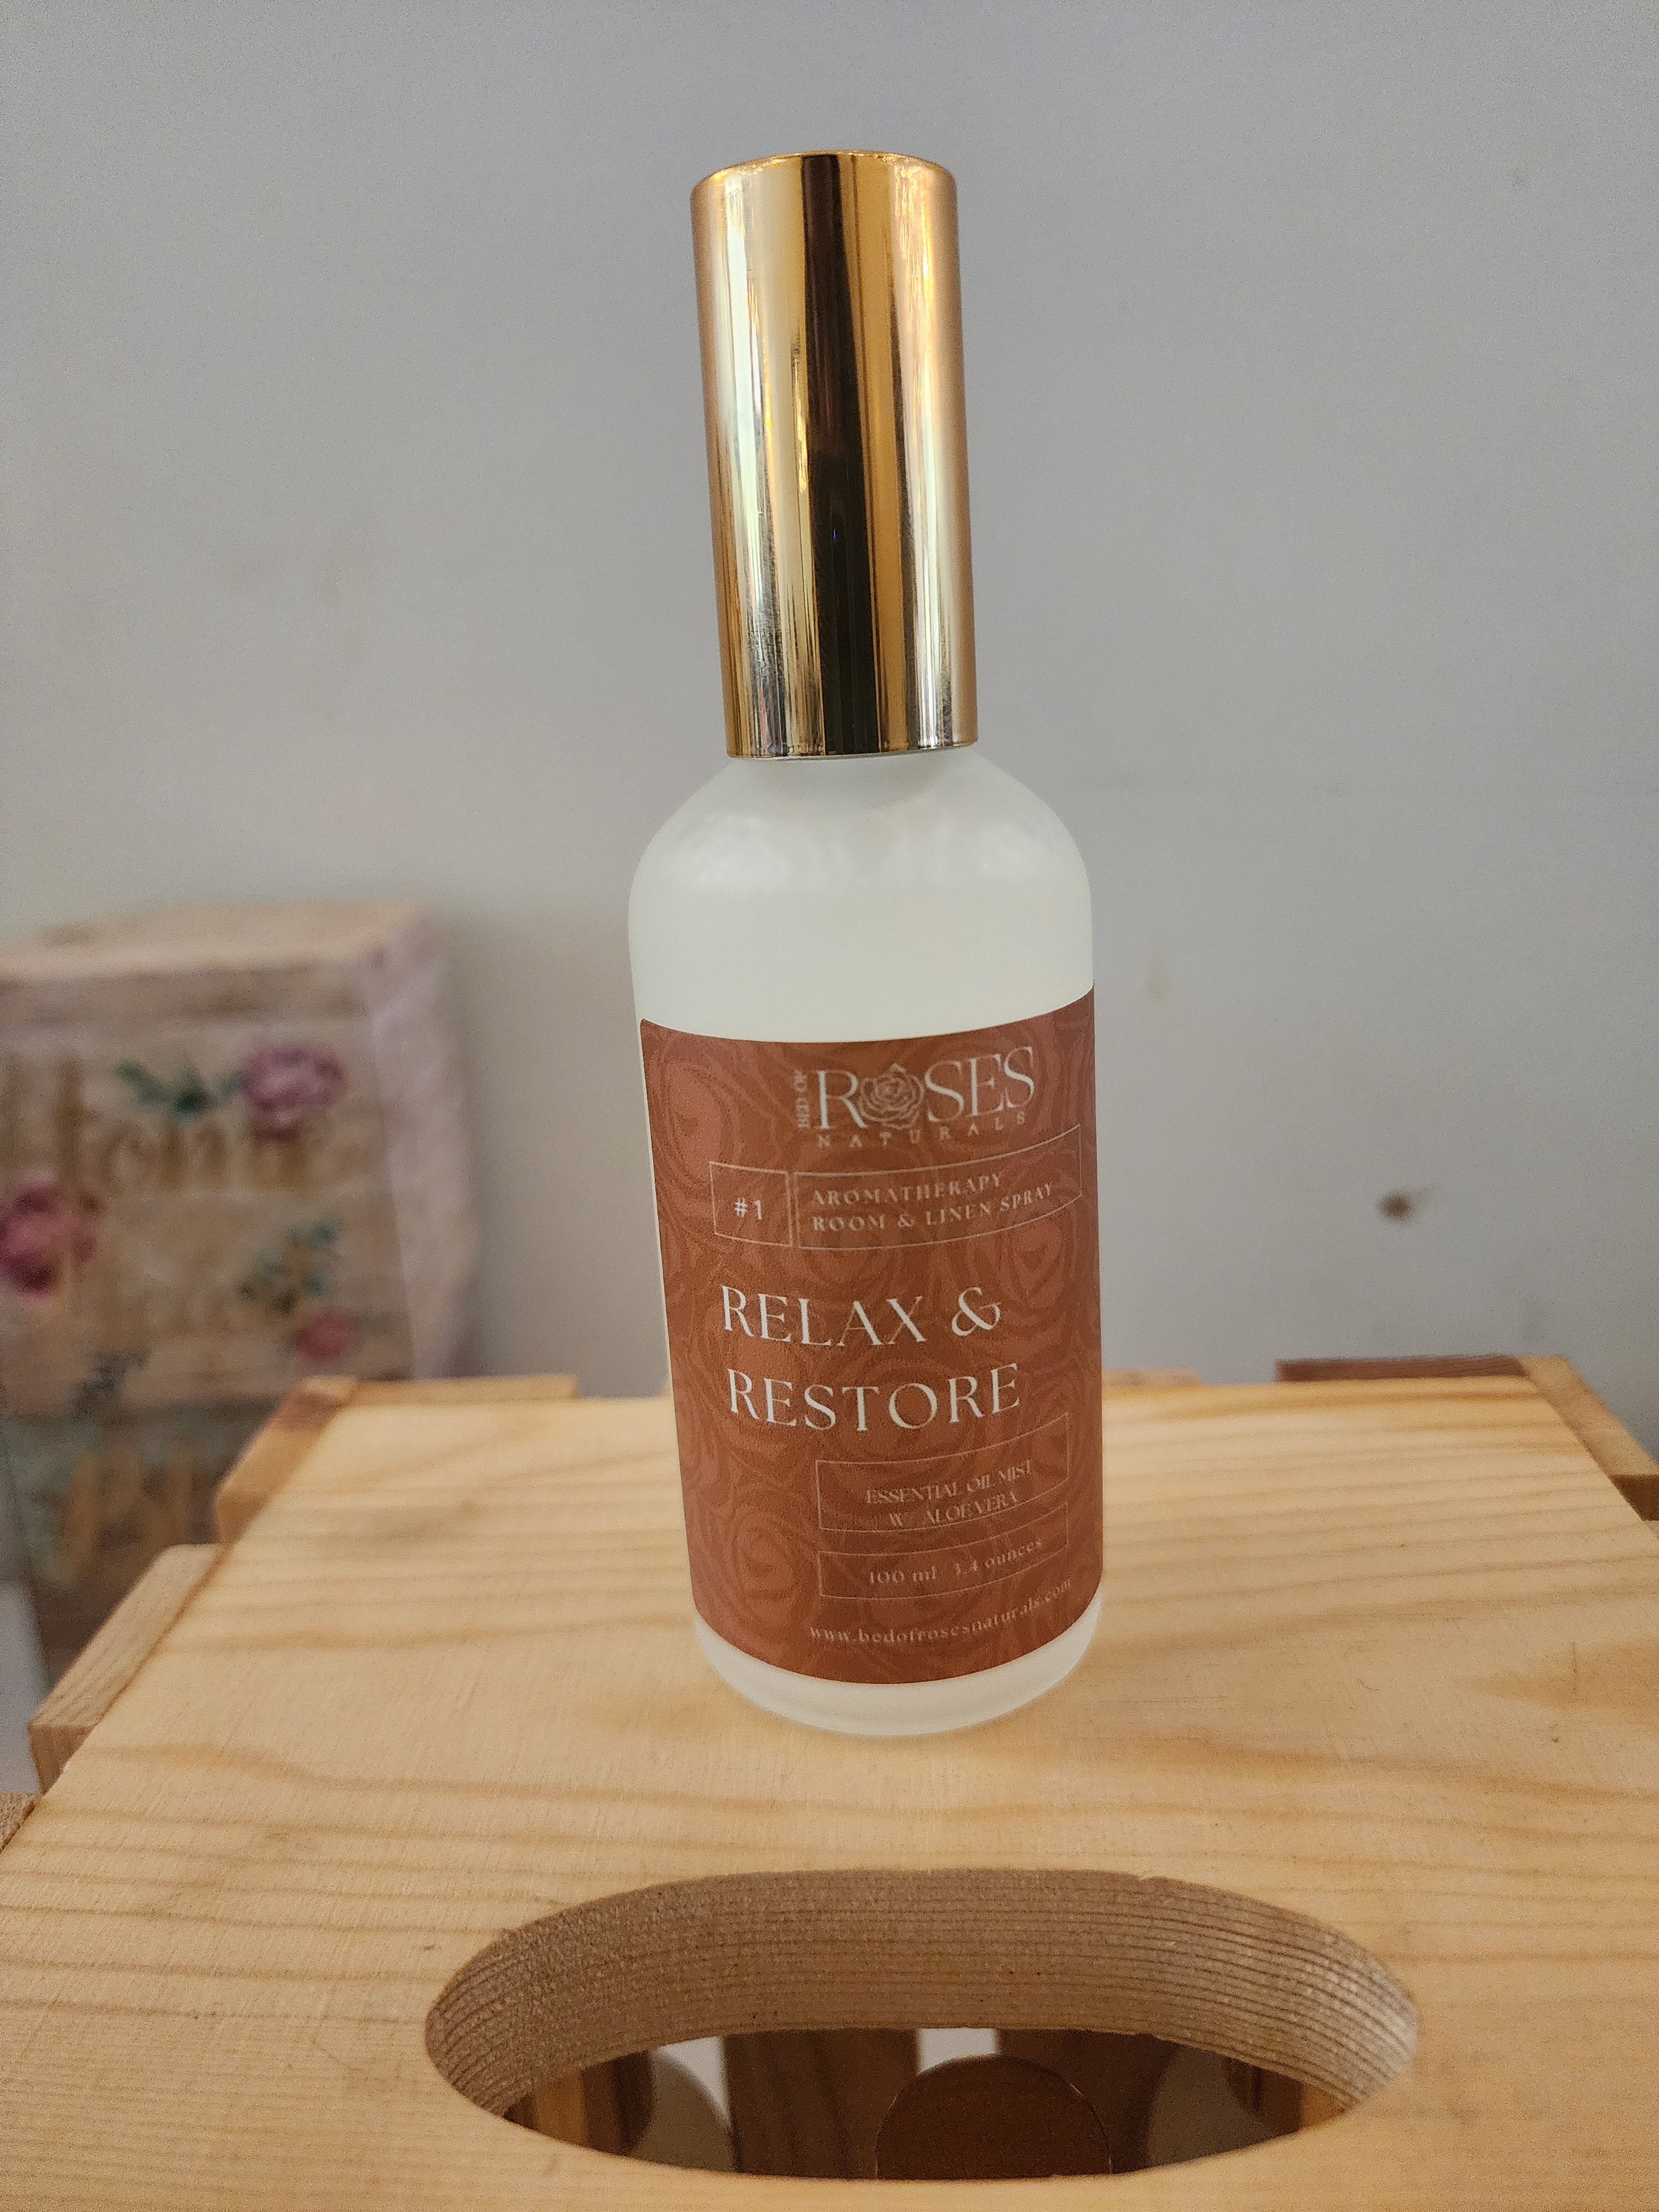 BED OF ROSES
NATURALS
#1
AROMATHERAPY
ROOM & LINEN SPRAY
RELAX &
RESTORE
ESSENTIAL OIL MIST
W ALOE VERA
100 ml 3.4 ounces
www.bedofrosesnaturals.com
Home